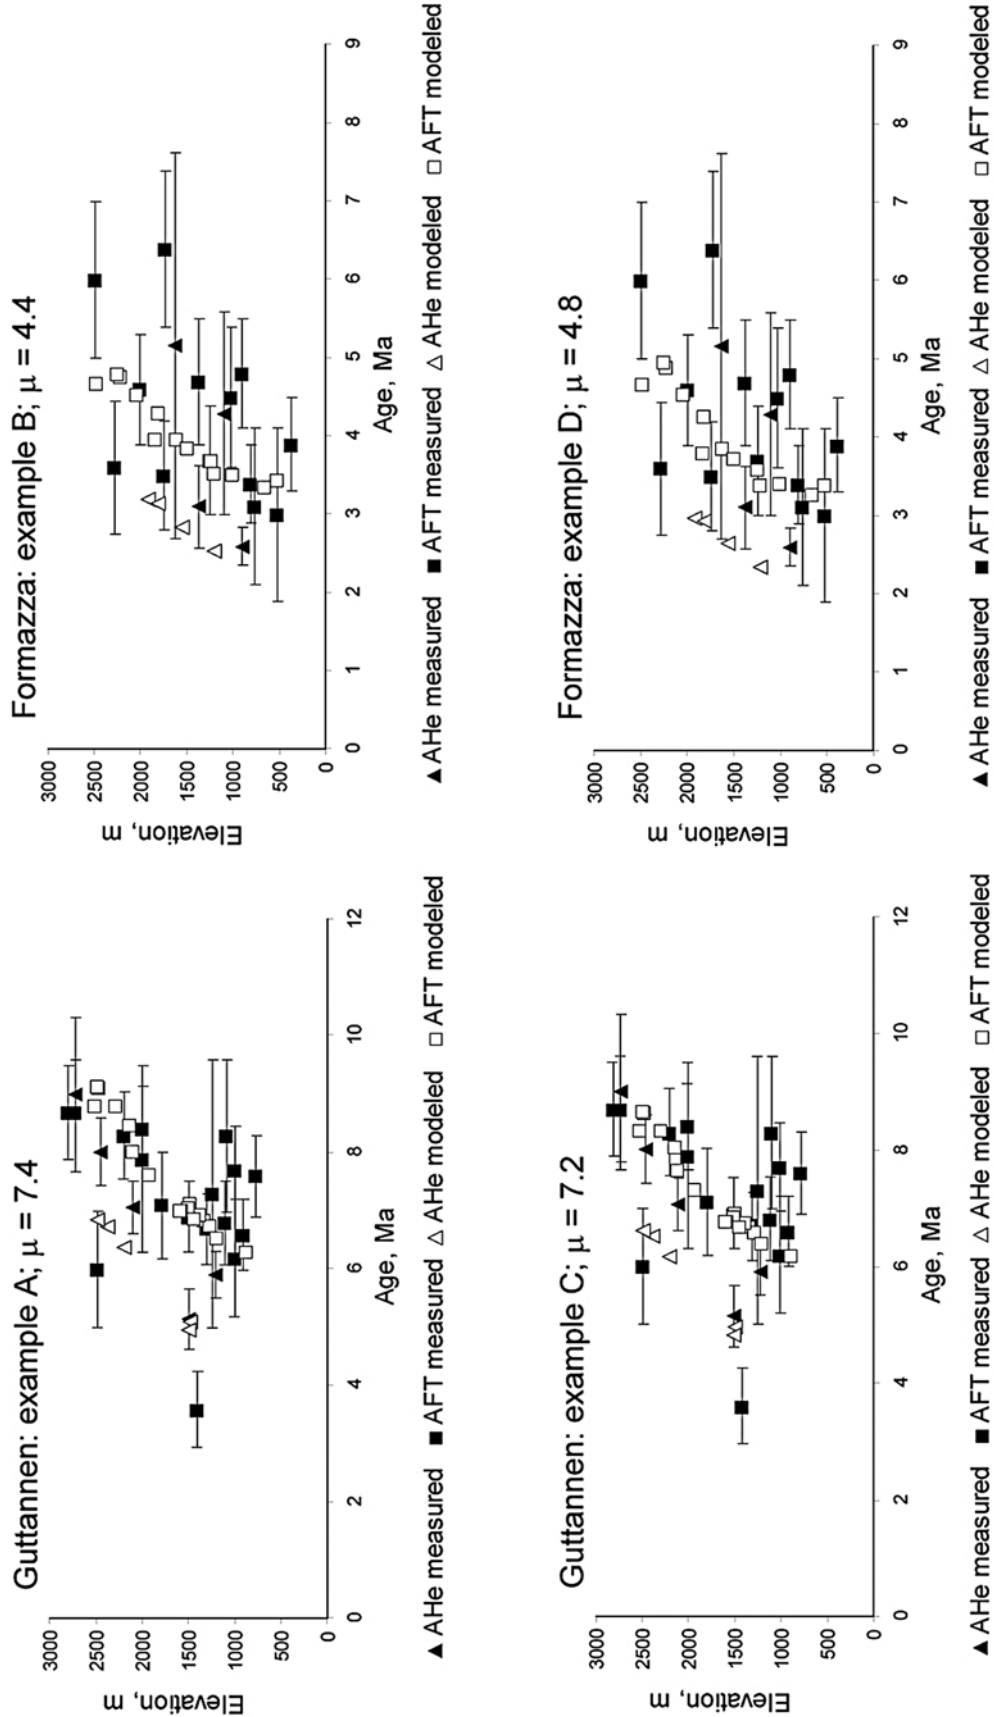 Guttannen: example A; μ = 7.4
3000
2500
2000
1500
1000
500
0
Elevation, m
0 2 4 6 8 10 12
Age, Ma
▲ AHe measured ■ AFT measured △ AHe modeled □ AFT modeled
Formazza: example B; μ = 4.4
3000
2500
2000
1500
1000
500
0
Elevation, m
0 1 2 3 4 5 6 7 8 9
Age, Ma
▲ AHe measured ■ AFT measured △ AHe modeled □ AFT modeled
Guttannen: example C; μ = 7.2
3000
2500
2000
1500
1000
500
0
Elevation, m
0 2 4 6 8 10 12
Age, Ma
▲ AHe measured ■ AFT measured △ AHe modeled □ AFT modeled
Formazza: example D; μ = 4.8
3000
2500
2000
1500
1000
500
0
Elevation, m
0 1 2 3 4 5 6 7 8 9
Age, Ma
▲ AHe measured ■ AFT measured △ AHe modeled □ AFT modeled